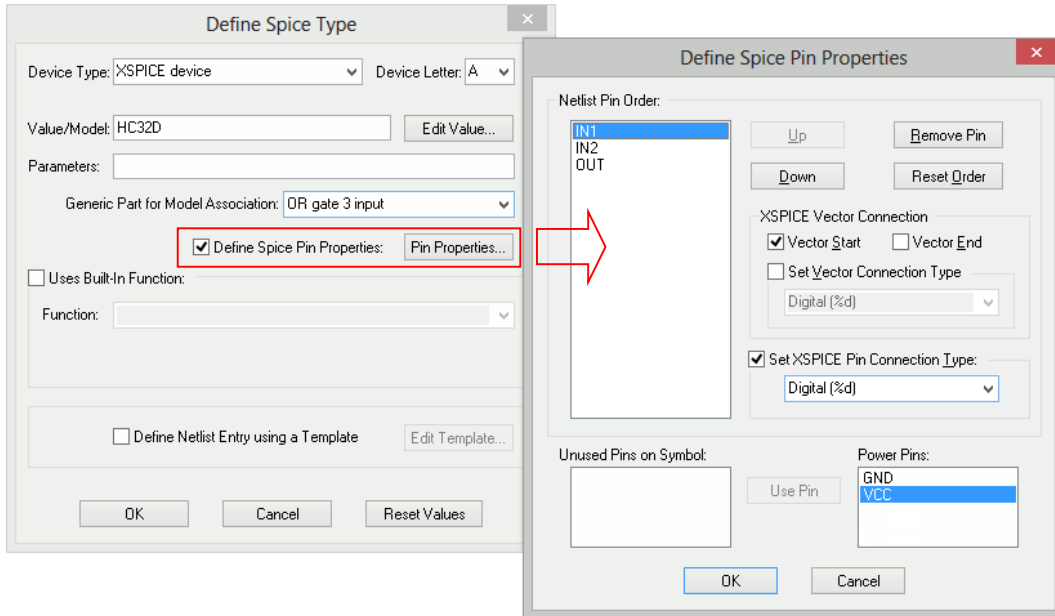 Define Spice Type
Device Type: XSPICE device Device Letter: A
Value/Model: HC32D Edit Value...
Parameters:
Generic Part for Model Association: OR gate 3 input
Define Spice Pin Properties: Pin Properties...
Uses Built-In Function:
Function:
Define Netlist Entry using a Template Edit Template...
OK Cancel Reset Values
Define Spice Pin Properties
Netlist Pin Order:
IN1
IN2
OUT
Up Remove Pin
Down Reset Order
XSPICE Vector Connection
Vector Start Vector End
Set Vector Connection Type
Digital (%d)
Set XSPICE Pin Connection Type:
Digital (%d)
Unused Pins on Symbol: Power Pins:
Use Pin
GND
VCC
OK Cancel